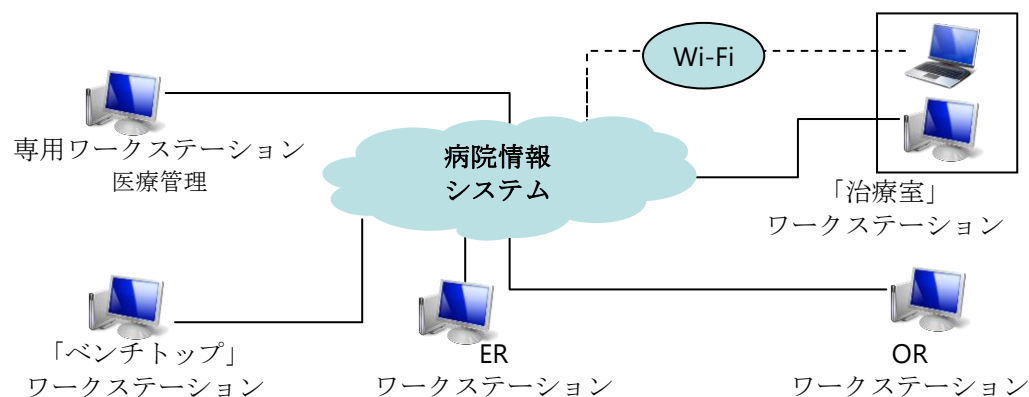 Wi-Fi
専用ワークステーション
医療管理
病院情報
システム
「治療室」
ワークステーション
「ベンチトップ」
ワークステーション
ER
ワークステーション
OR
ワークステーション